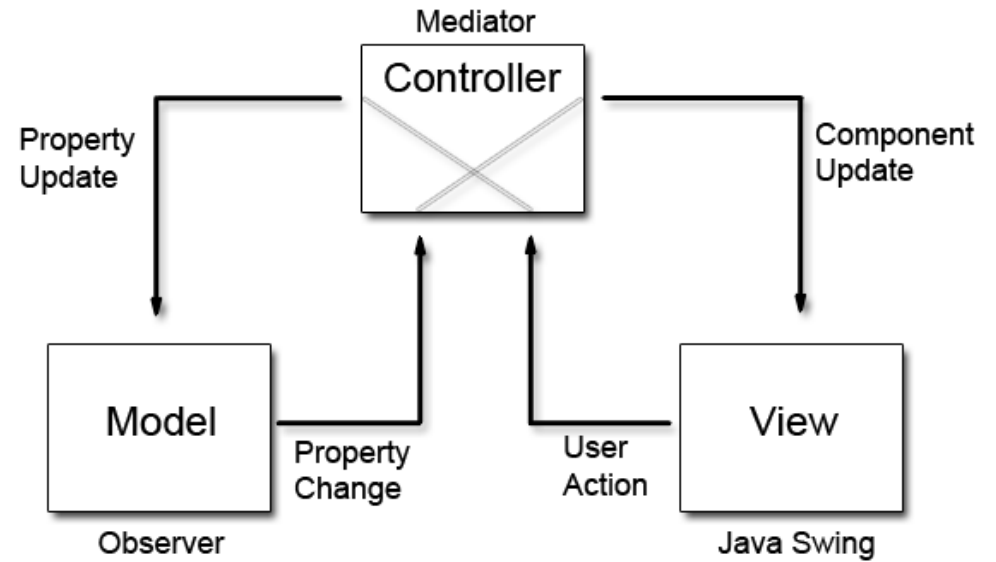 Mediator
Controller
Property
Update
Component
Update
Model
View
Property
Change
User
Action
Observer
Java Swing